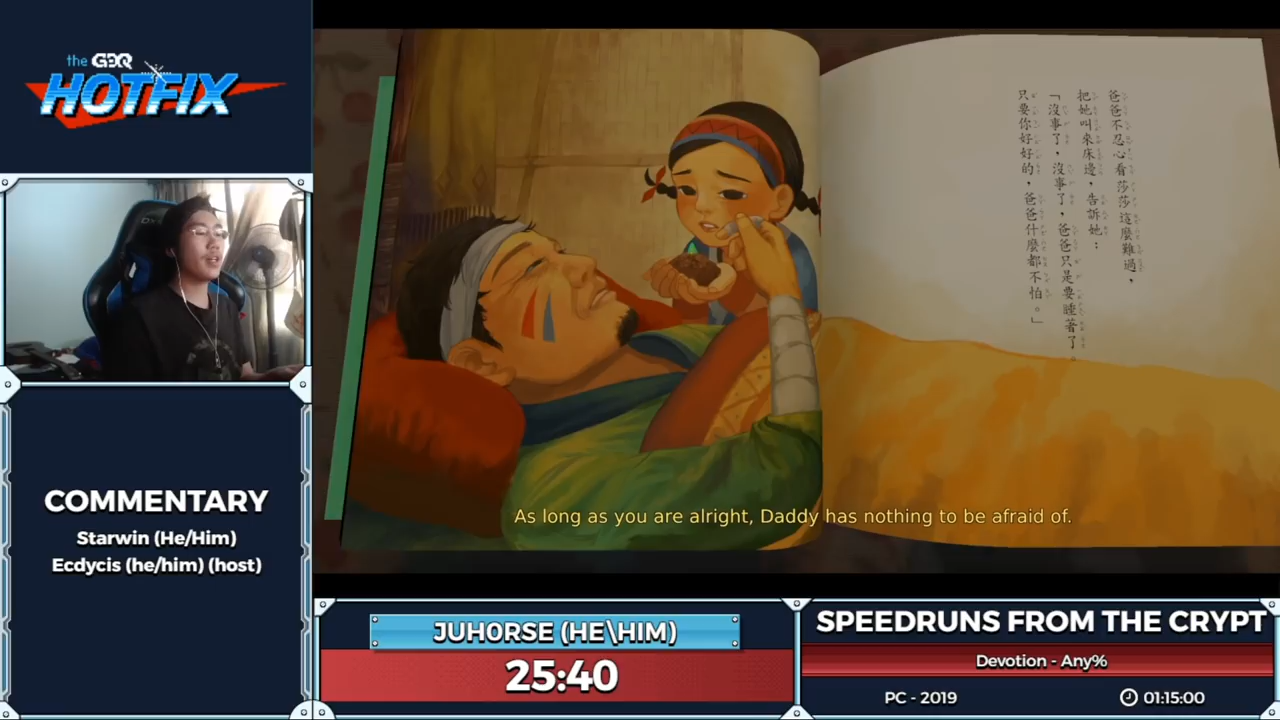 the GDQ
HOTFIX
爸爸不忍心看莎莎這麼難過，
把她叫來床邊，告訴她：
「沒事了，沒事了，爸爸只是要睡著了。
只要你好好的，爸爸什麼都不怕。」
As long as you are alright, Daddy has nothing to be afraid of.
COMMENTARY
Starwin (He/Him)
Ecdycis (he/him) (host)
JUH0RSE (HE\HIM)
25:40
SPEEDRUNS FROM THE CRYPT
Devotion - Any%
PC - 2019
01:15:00